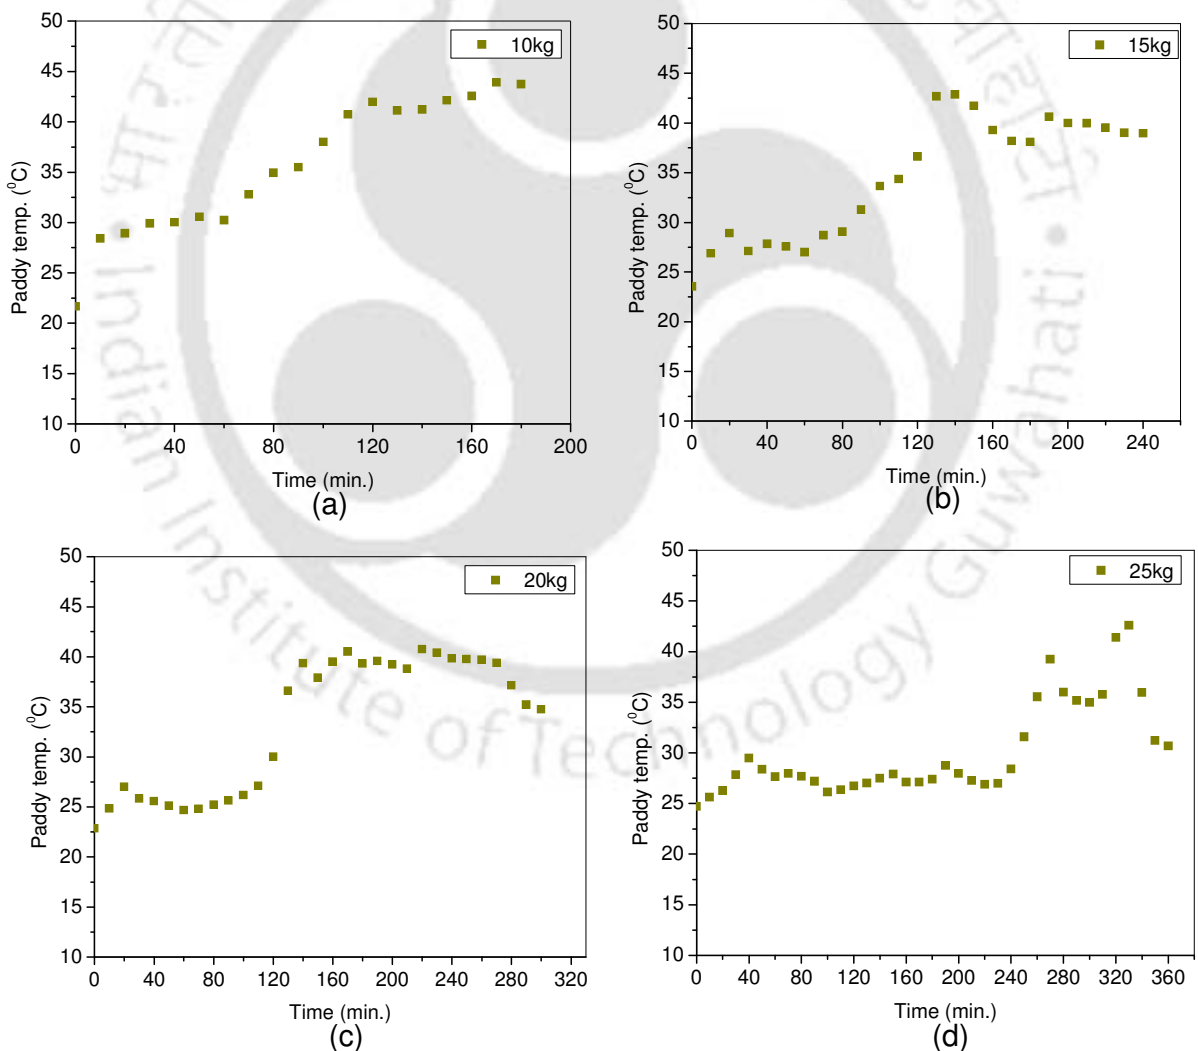 50
45
40
35
30
25
20
15
10
Paddy temp. (⁰C)
10kg
0 40 80 120 160 200
Time (min.)
(a)
50
45
40
35
30
25
20
15
10
Paddy temp. (⁰C)
15kg
0 40 80 120 160 200 240
Time (min.)
(b)
50
45
40
35
30
25
20
15
10
Paddy temp. (⁰C)
20kg
0 40 80 120 160 200 240 280 320
Time (min.)
(c)
50
45
40
35
30
25
20
15
10
Paddy temp. (⁰C)
25kg
0 40 80 120 160 200 240 280 320 360
Time (min.)
(d)
Indian Institute of Technology Guwahati